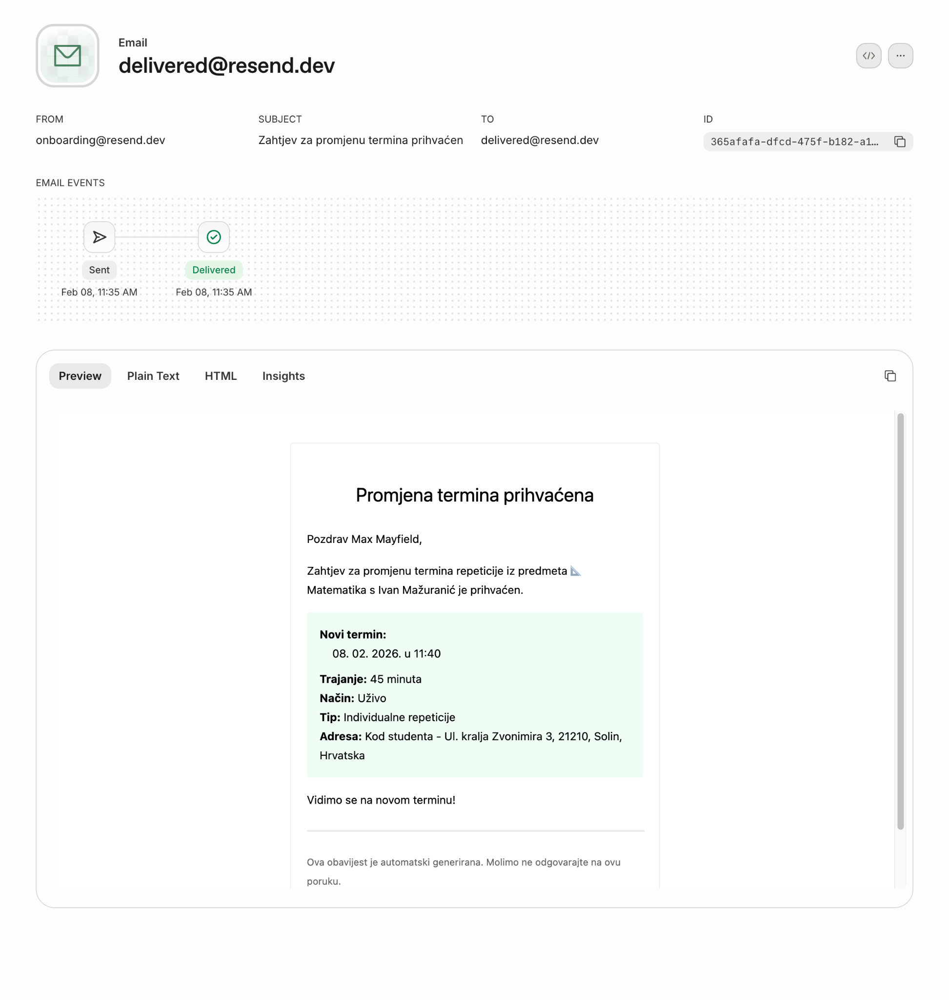 Email
delivered@resend.dev
FROM
onboarding@resend.dev
SUBJECT
Zahtjev za promjenu termina prihvaćen
TO
delivered@resend.dev
ID
365afafa-dfcd-475f-b182-a1...
EMAIL EVENTS
Sent
Feb 08, 11:35 AM
Delivered
Feb 08, 11:35 AM
Preview
Plain Text
HTML
Insights
Promjena termina prihvaćena
Pozdrav Max Mayfield,
Zahtjev za promjenu termina repeticije iz predmeta 📐
Matematika s Ivan Mažuranić je prihvaćen.
Novi termin:
08. 02. 2026. u 11:40
Trajanje: 45 minuta
Način: Uživo
Tip: Individualne repeticije
Adresa: Kod studenta - Ul. kralja Zvonimira 3, 21210, Solin,
Hrvatska
Vidimo se na novom terminu!
Ova obavijest je automatski generirana. Molimo ne odgovarajte na ovu
poruku.